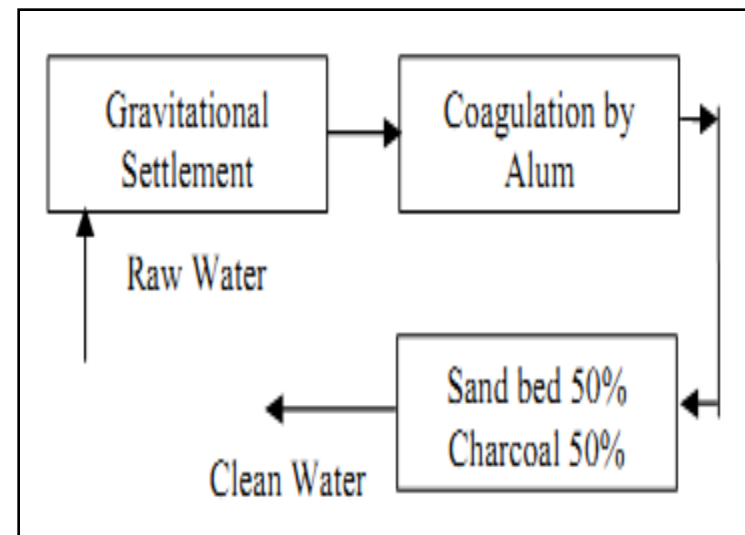 Gravitational
Settlement
Coagulation by
Alum
Raw Water
Sand bed 50%
Charcoal 50%
Clean Water